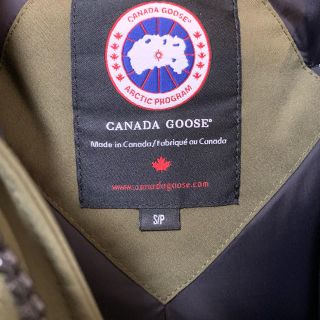 CANADA GOOSE®
ARCTIC PROGRAM
CANADA GOOSE®
Made in Canada/Fabriqué au Canada
www.canadagoose.com
S/P